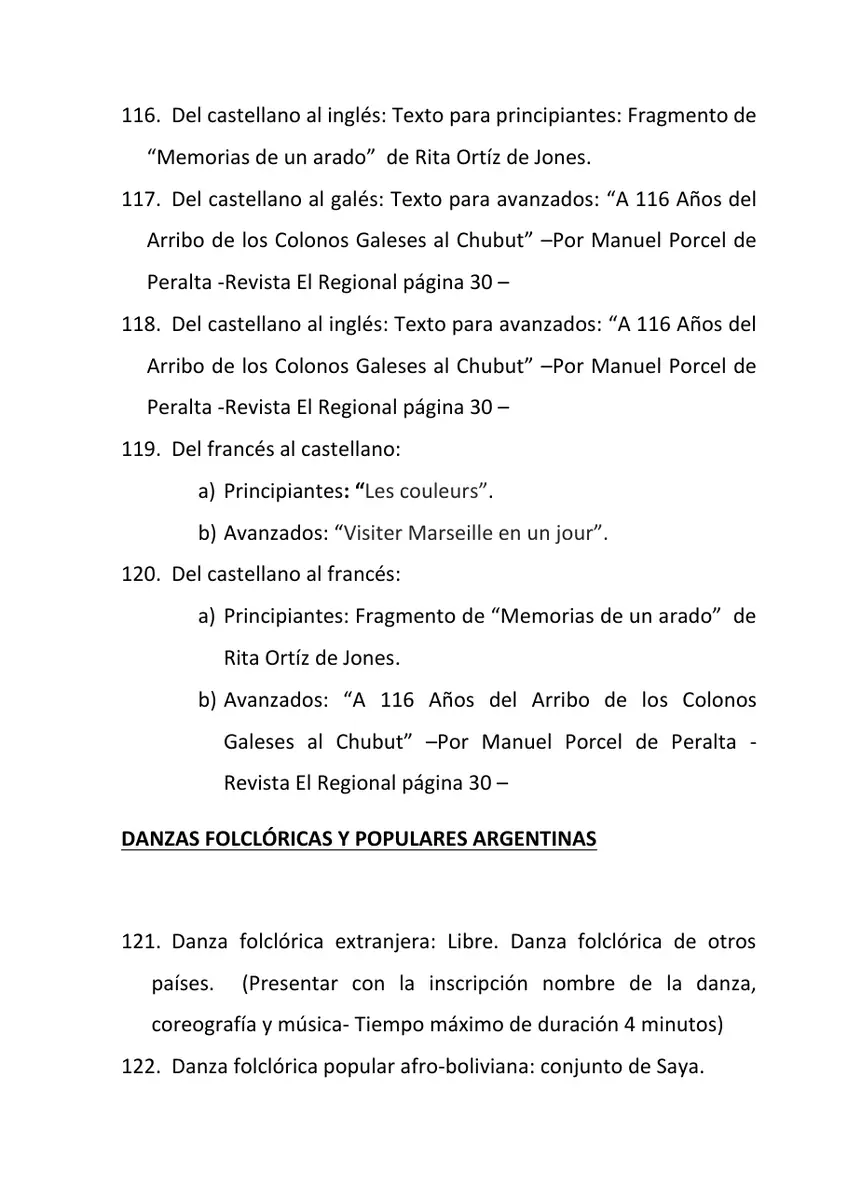 116. Del castellano al inglés: Texto para principiantes: Fragmento de
“Memorias de un arado” de Rita Ortíz de Jones.
117. Del castellano al galés: Texto para avanzados: “A 116 Años del
Arribo de los Colonos Galeses al Chubut” –Por Manuel Porcel de
Peralta -Revista El Regional página 30 –
118. Del castellano al inglés: Texto para avanzados: “A 116 Años del
Arribo de los Colonos Galeses al Chubut” –Por Manuel Porcel de
Peralta -Revista El Regional página 30 –
119. Del francés al castellano:
a) Principiantes: “Les couleurs”.
b) Avanzados: “Visiter Marseille en un jour”.
120. Del castellano al francés:
a) Principiantes: Fragmento de “Memorias de un arado” de
Rita Ortíz de Jones.
b) Avanzados: “A 116 Años del Arribo de los Colonos
Galeses al Chubut” –Por Manuel Porcel de Peralta -
Revista El Regional página 30 –
DANZAS FOLCLÓRICAS Y POPULARES ARGENTINAS
121. Danza folclórica extranjera: Libre. Danza folclórica de otros
países. (Presentar con la inscripción nombre de la danza,
coreografía y música- Tiempo máximo de duración 4 minutos)
122. Danza folclórica popular afro-boliviana: conjunto de Saya.